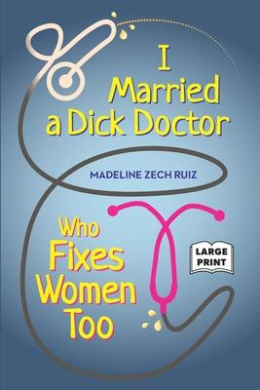 I
Married
a Dick Doctor
MADELINE ZECH RUIZ
Who
Fixes
Women
Too
LARGE
PRINT